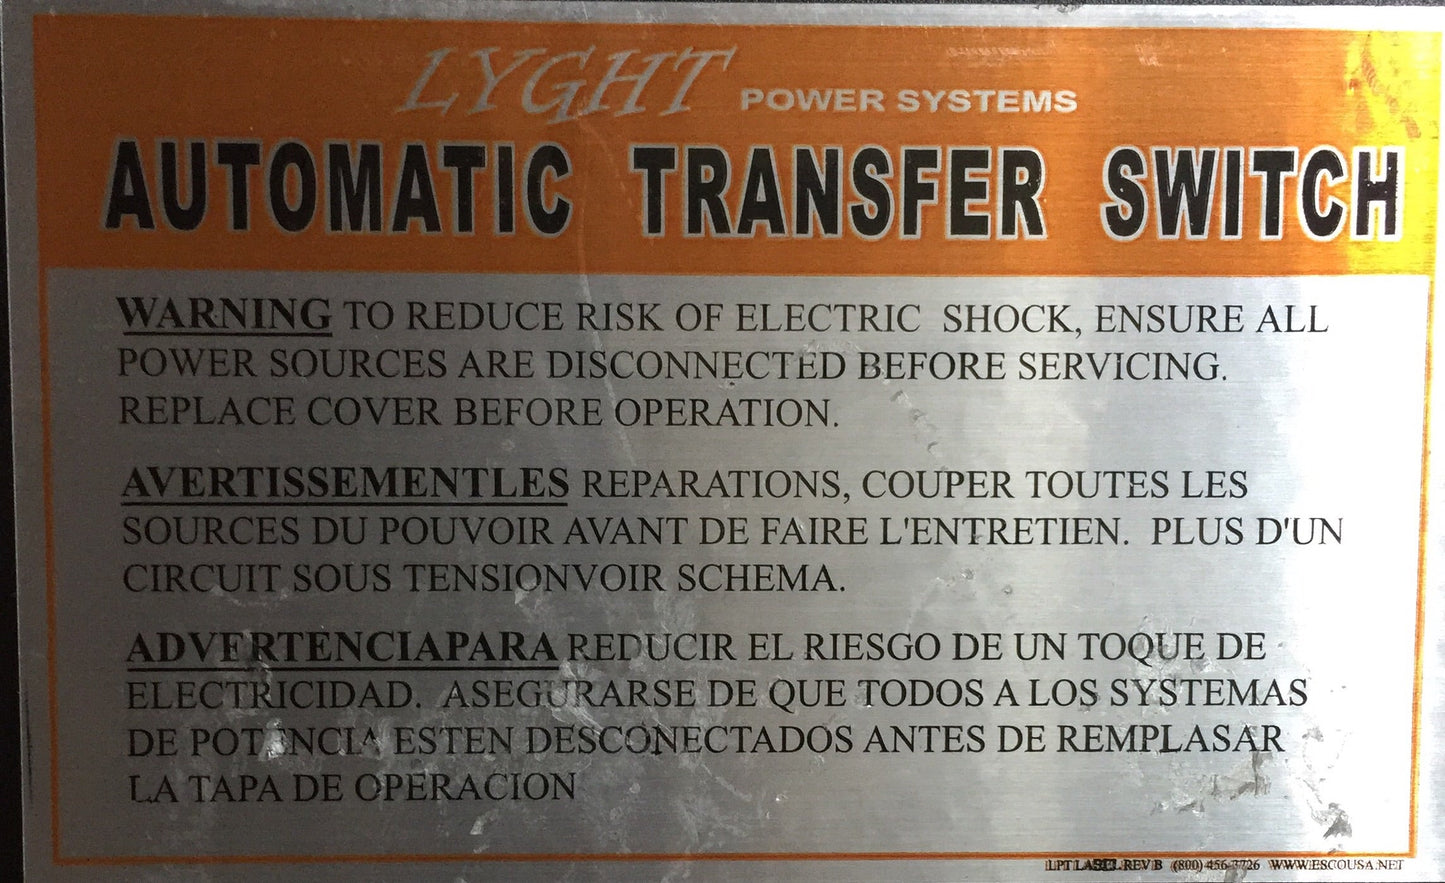 LYGHT POWER SYSTEMS
AUTOMATIC TRANSFER SWITCH
WARNING TO REDUCE RISK OF ELECTRIC SHOCK, ENSURE ALL
POWER SOURCES ARE DISCONNECTED BEFORE SERVICING.
REPLACE COVER BEFORE OPERATION.
AVERTISSEMENTLES REPARATIONS, COUPER TOUTES LES
SOURCES DU POUVOIR AVANT DE FAIRE L'ENTRETIEN. PLUS D'UN
CIRCUIT SOUS TENSIONVOIR SCHEMA.
ADVERTENCIAPARA REDUCIR EL RIESGO DE UN TOQUE DE
ELECTRICIDAD. ASEGURARSE DE QUE TODOS A LOS SYSTEMAS
DE POTENCIA ESTEN DESCONECTADOS ANTES DE REMPLASAR
LA TAPA DE OPERACION
LPT LABEL REV B (800) 456-3726 WWW.ESCOUSA.NET